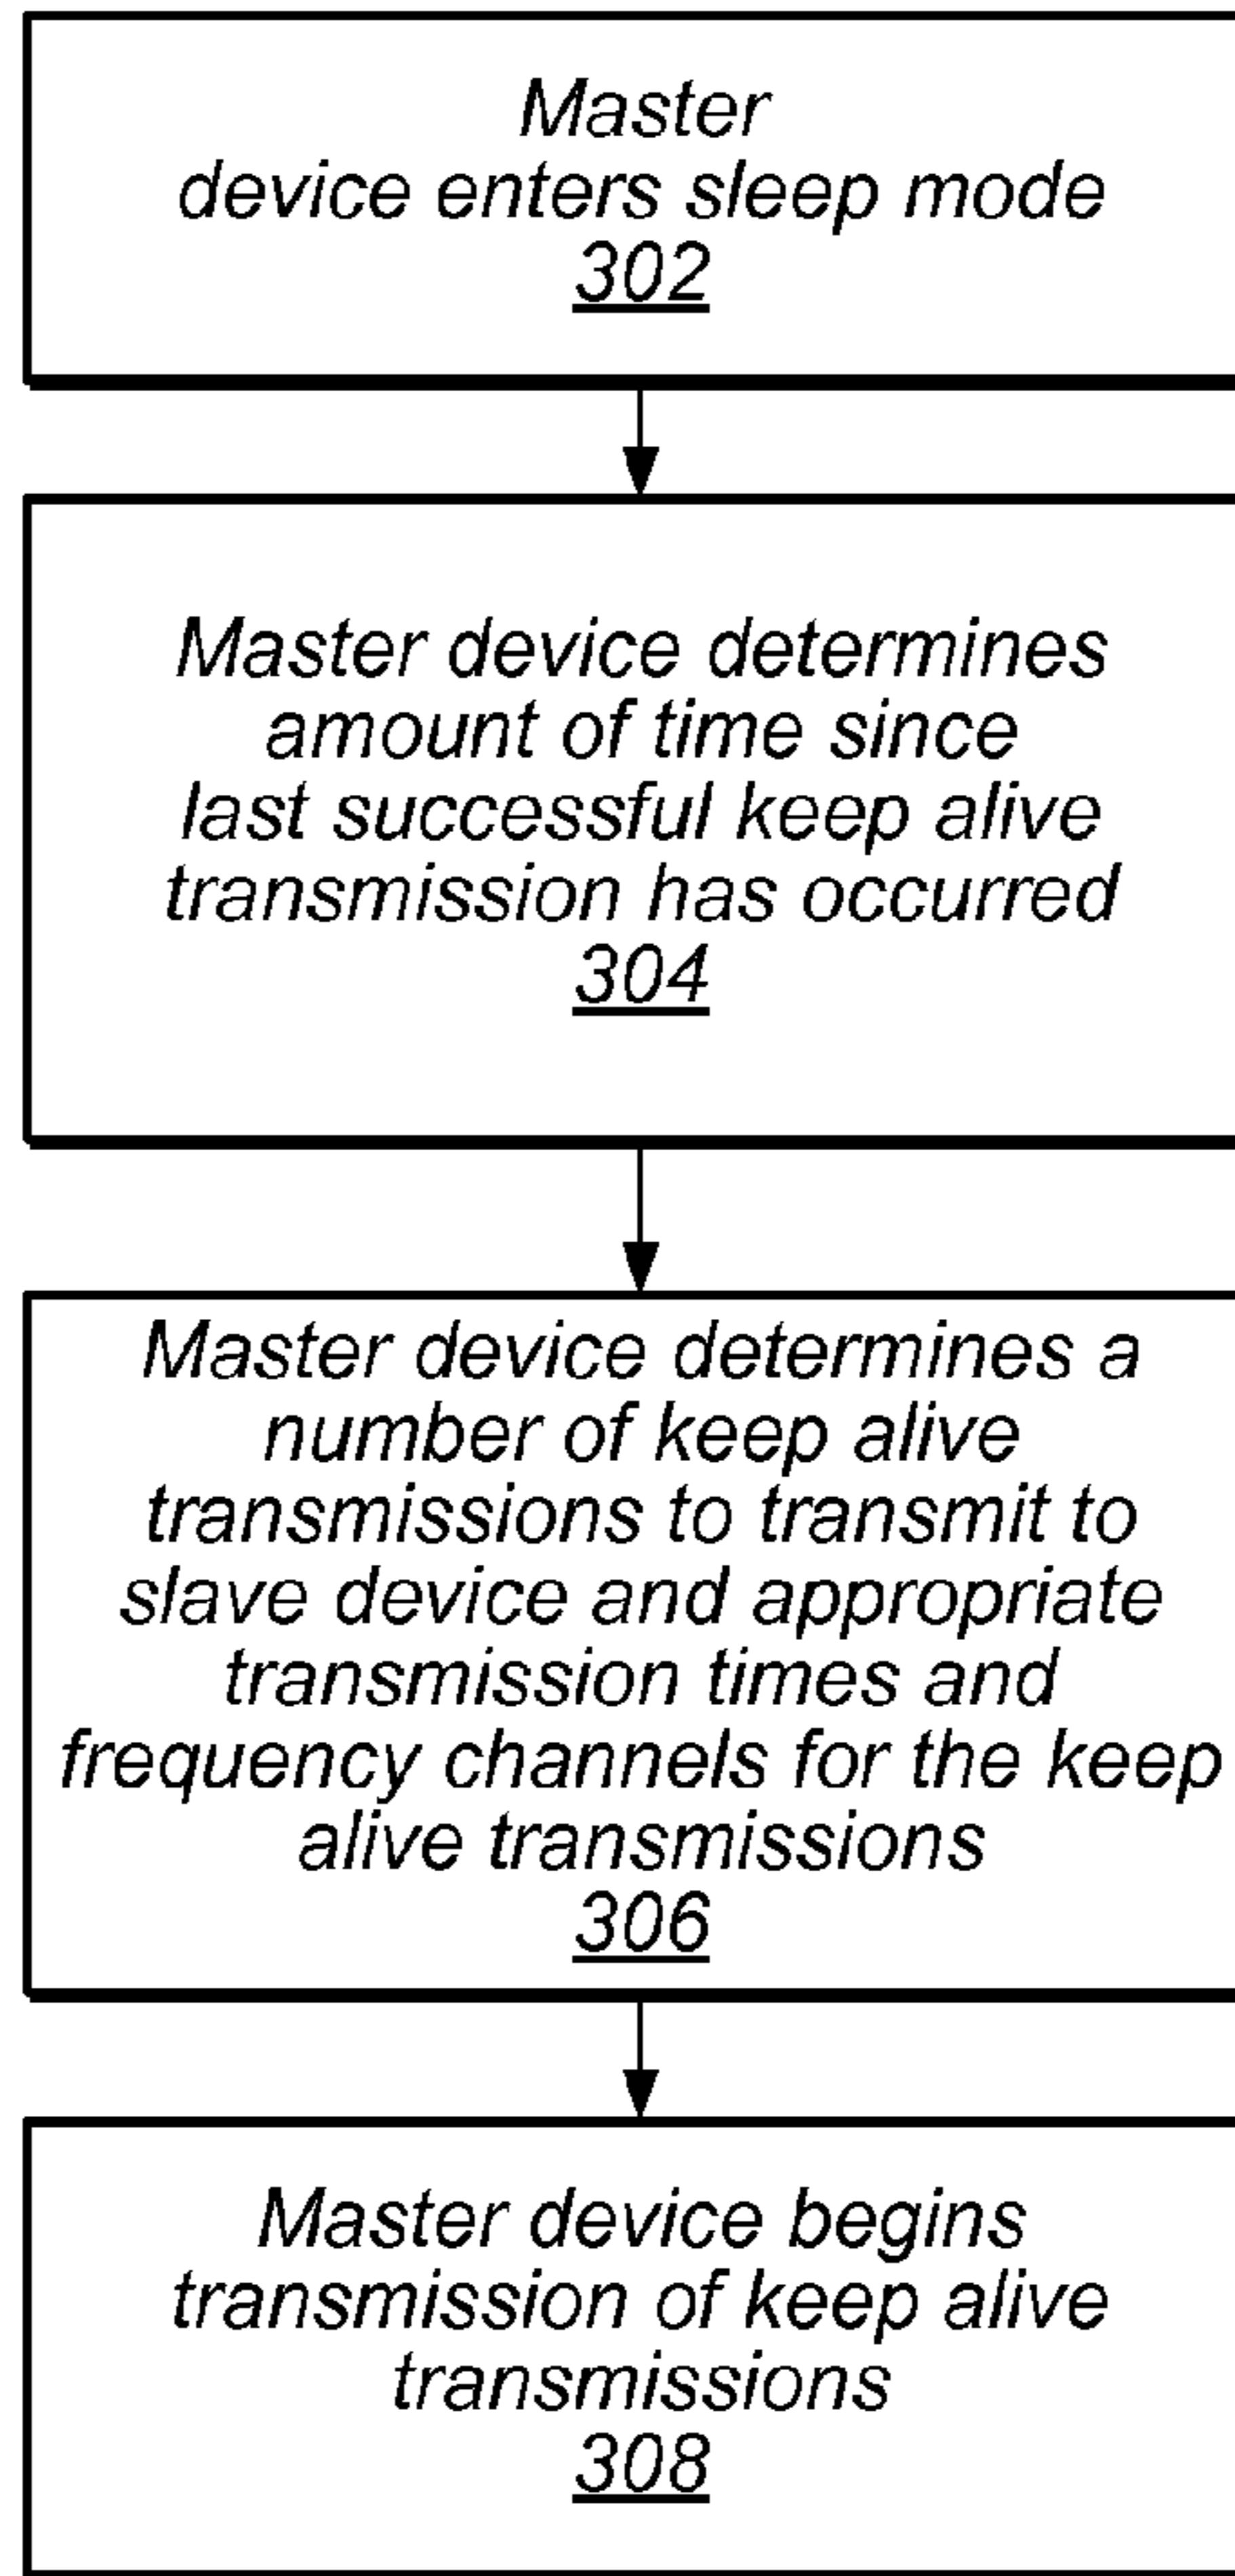 Master
device enters sleep mode
302
Master device determines
amount of time since
last successful keep alive
transmission has occurred
304
Master device determines a
number of keep alive
transmissions to transmit to
slave device and appropriate
transmission times and
frequency channels for the keep
alive transmissions
306
Master device begins
transmission of keep alive
transmissions
308